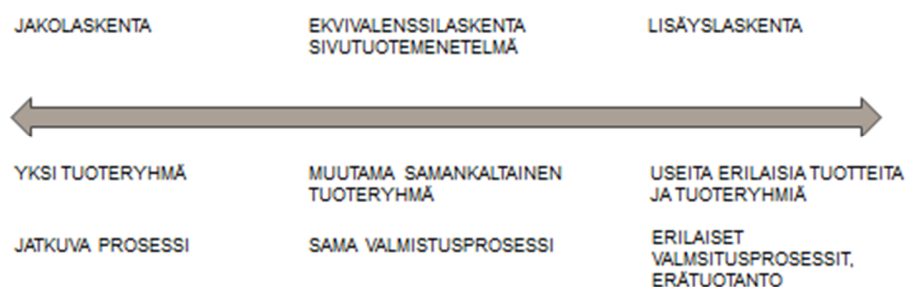 JAKOLASKENTA
EKVIVALENSSILASKENTA
SIVUTUOTEMENETELMÄ
LISÄYSLASKENTA
YKSI TUOTERYHMÄ
MUUTAMA SAMANKALTAINEN
TUOTERYHMÄ
USEITA ERILAISIA TUOTTEITA
JA TUOTERYHMIÄ
JATKUVA PROSESSI
SAMA VALMISTUSPROSESSI
ERILAISET
VALMSITUSPROSESSIT,
ERÄTUOTANTO